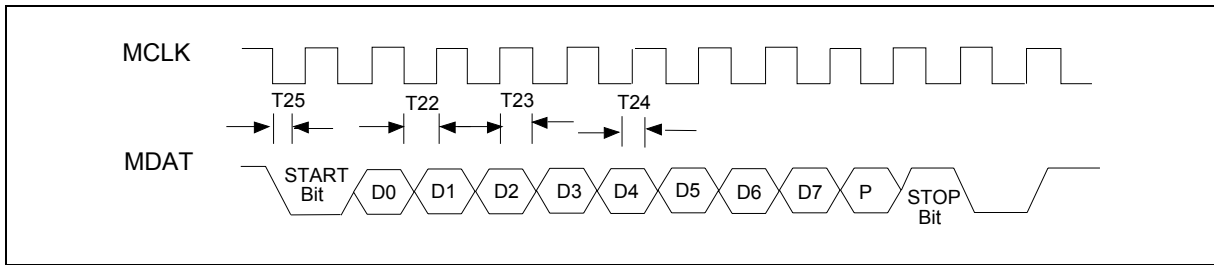 MCLK
T25 T22 T23 T24
MDAT
START Bit D0 D1 D2 D3 D4 D5 D6 D7 P STOP Bit